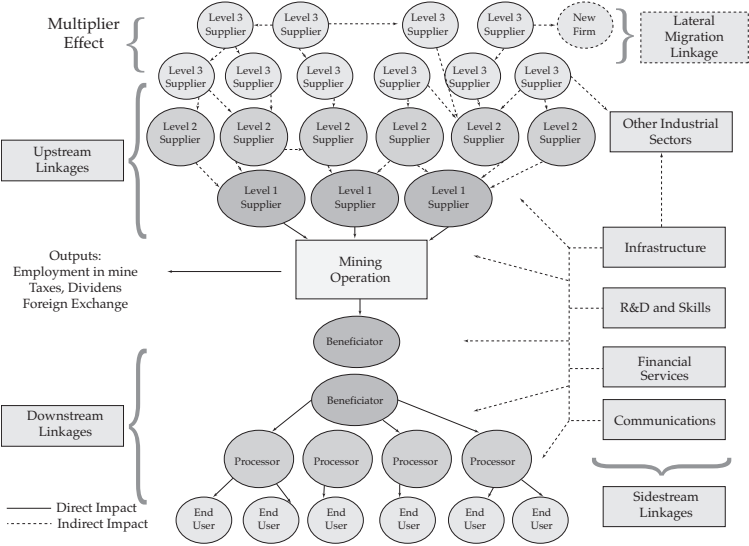 Multiplier
Effect
Level 3
Supplier
Level 3
Supplier
Level 3
Supplier
Level 3
Supplier
New
Firm
Lateral
Migration
Linkage
Level 3
Supplier
Level 3
Supplier
Level 3
Supplier
Level 3
Supplier
Level 3
Supplier
Level 3
Supplier
Level 2
Supplier
Level 2
Supplier
Level 2
Supplier
Level 2
Supplier
Level 2
Supplier
Level 2
Supplier
Other Industrial
Sectors
Upstream
Linkages
Level 1
Supplier
Level 1
Supplier
Level 1
Supplier
Outputs:
Employment in mine
Taxes, Dividens
Foreign Exchange
Mining
Operation
Infrastructure
R&D and Skills
Beneficiator
Financial
Services
Beneficiator
Downstream
Linkages
Communications
Processor
Processor
Processor
Processor
Direct Impact
Indirect Impact
End
User
End
User
End
User
End
User
End
User
End
User
Sidestream
Linkages